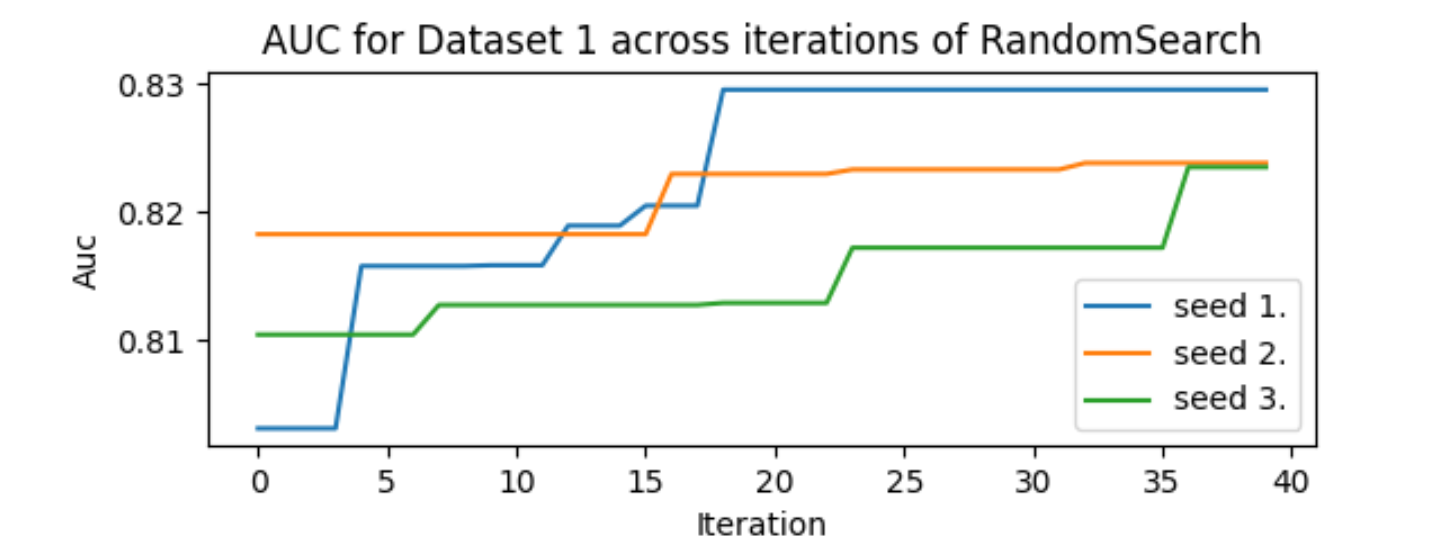 AUC for Dataset 1 across iterations of RandomSearch
0.83
0.82
0.81
Auc
seed 1.
seed 2.
seed 3.
0 5 10 15 20 25 30 35 40
Iteration